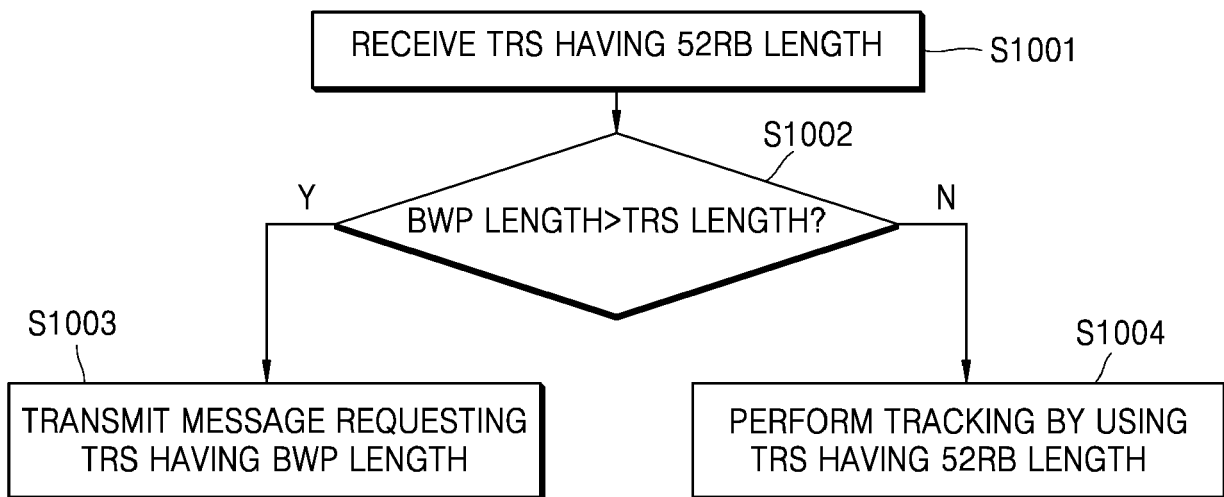 RECEIVE TRS HAVING 52RB LENGTH
S1001
S1002
Y
N
BWP LENGTH>TRS LENGTH?
S1003
S1004
TRANSMIT MESSAGE REQUESTING
TRS HAVING BWP LENGTH
PERFORM TRACKING BY USING
TRS HAVING 52RB LENGTH